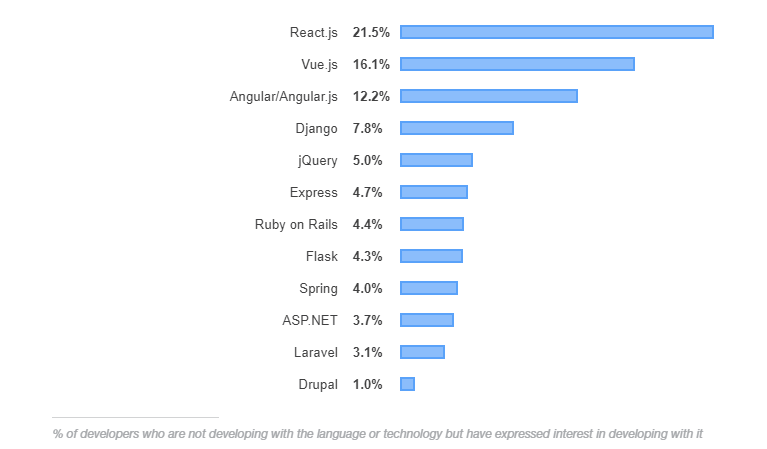 React.js 21.5%
Vue.js 16.1%
Angular/Angular.js 12.2%
Django 7.8%
jQuery 5.0%
Express 4.7%
Ruby on Rails 4.4%
Flask 4.3%
Spring 4.0%
ASP.NET 3.7%
Laravel 3.1%
Drupal 1.0%
% of developers who are not developing with the language or technology but have expressed interest in developing with it